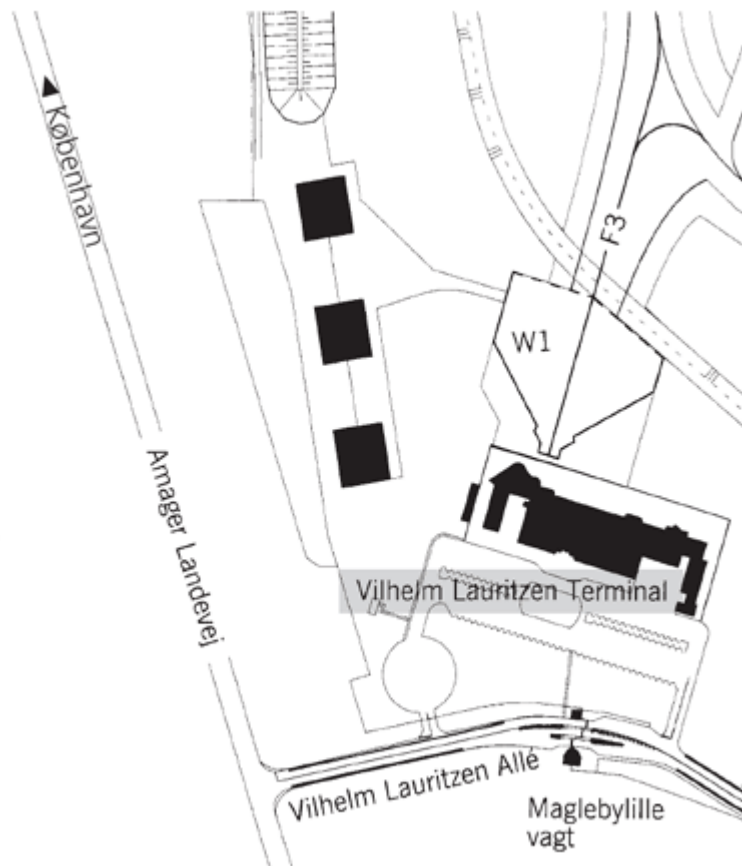 København
F3
W1
Amager Landevej
Vilhelm Lauritzen Terminal
Vilhelm Lauritzen Allé
Maglebylille
vagt